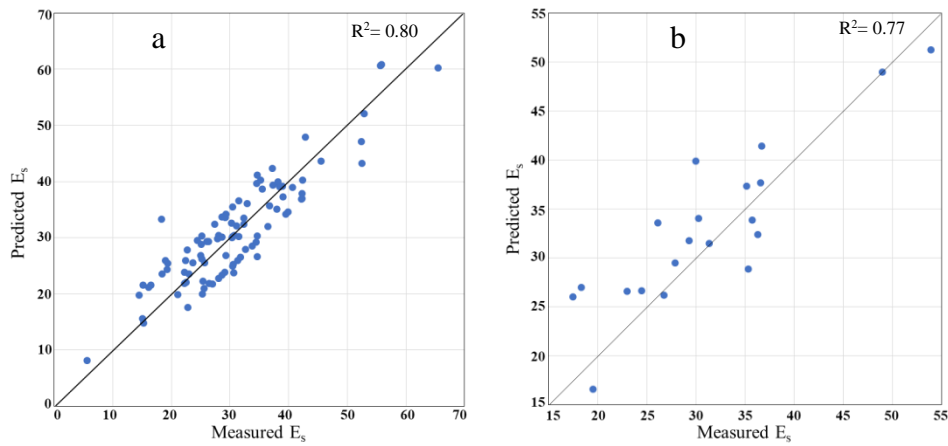 a
R²= 0.80
Predicted Es
70
60
50
40
30
20
10
0
0 10 20 30 40 50 60 70
Measured Es
b
R²= 0.77
Predicted Es
55
50
45
40
35
30
25
20
15
15 20 25 30 35 40 45 50 55
Measured Es